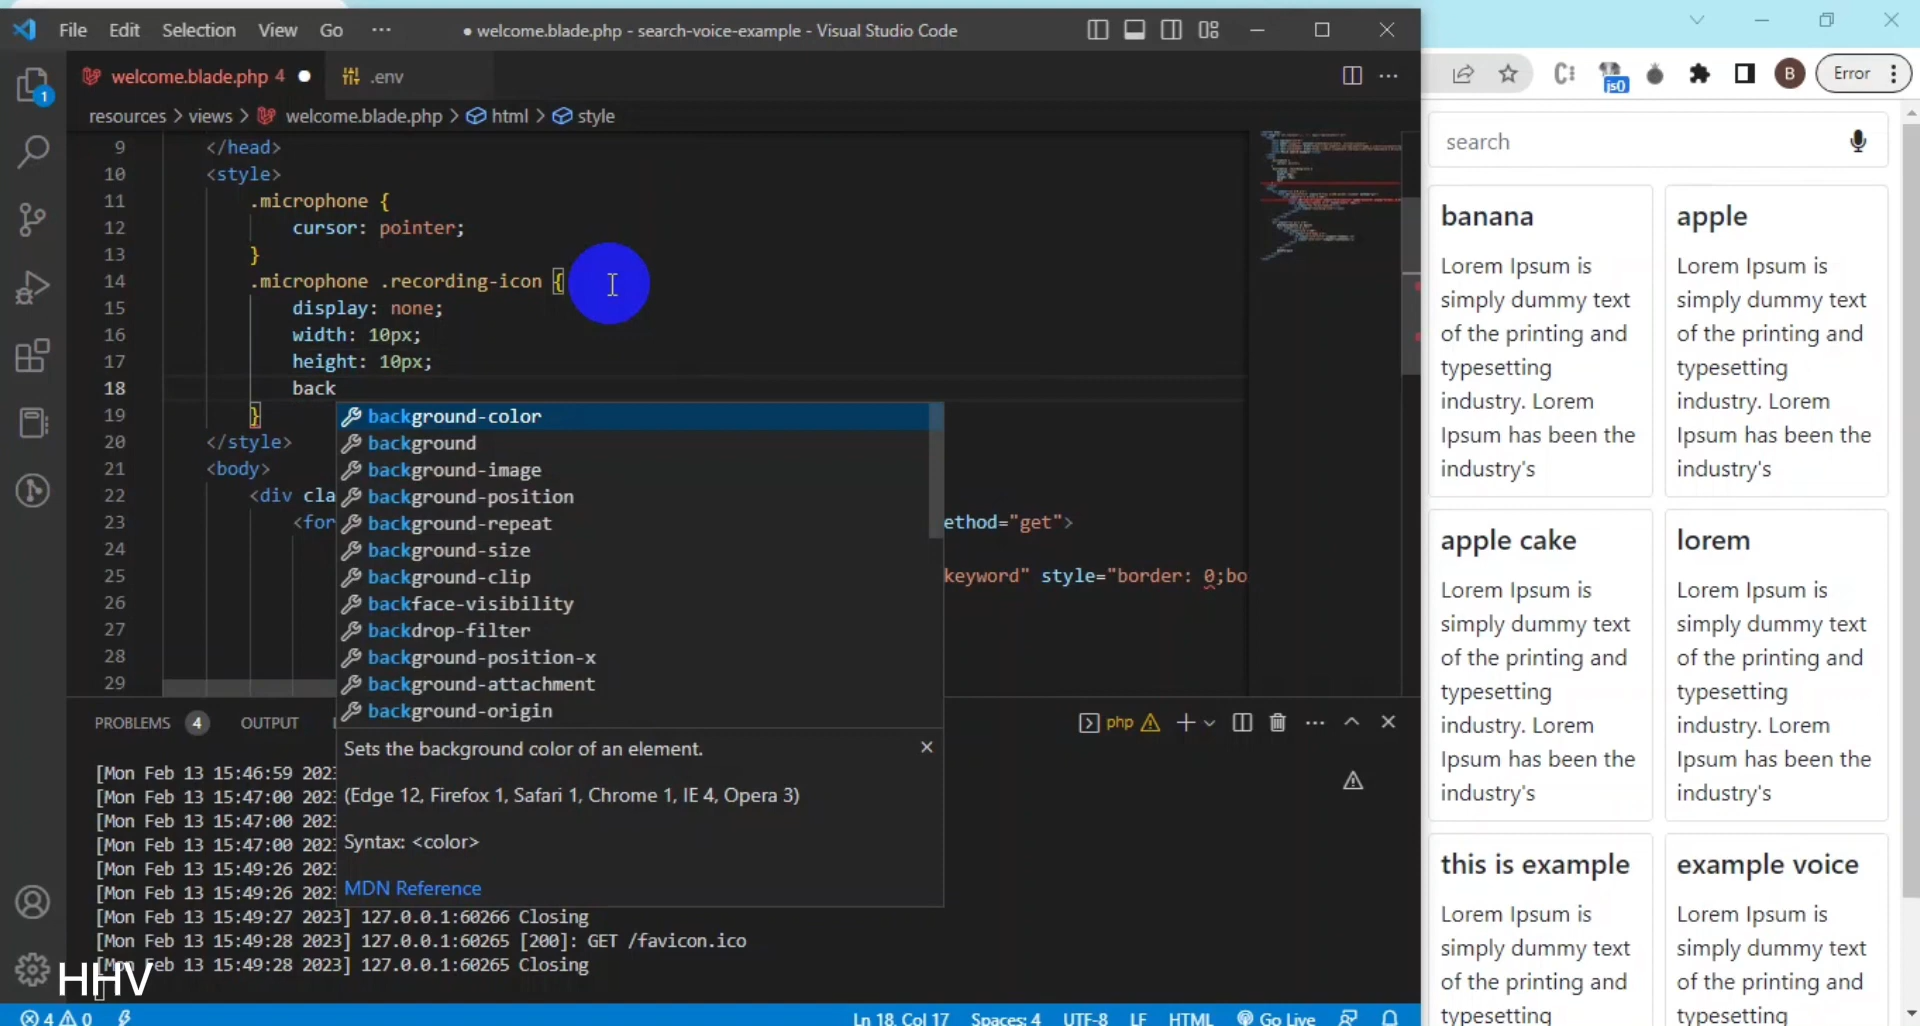 File Edit Selection View Go ···
● welcome.blade.php - search-voice-example - Visual Studio Code
welcome.blade.php 4 ●
.env
resources > views > welcome.blade.php > html > style
9 </head>
10 <style>
11 .microphone {
12 cursor: pointer;
13 }
14 .microphone .recording-icon {
15 display: none;
16 width: 10px;
17 height: 10px;
18 back
19 }
20 </style>
21 <body>
22 <div cla
23 <for ethod="get">
24
25 keyword" style="border: 0;bo
26
27
28
29
background-color
background
background-image
background-position
background-repeat
background-size
background-clip
backface-visibility
backdrop-filter
background-position-x
background-attachment
background-origin
Sets the background color of an element.
(Edge 12, Firefox 1, Safari 1, Chrome 1, IE 4, Opera 3)
Syntax: <color>
MDN Reference
1
PROBLEMS 4 OUTPUT
php
[Mon Feb 13 15:46:59 202
[Mon Feb 13 15:47:00 202
[Mon Feb 13 15:47:00 202
[Mon Feb 13 15:47:00 202
[Mon Feb 13 15:49:26 202
[Mon Feb 13 15:49:26 202
[Mon Feb 13 15:49:27 2023] 127.0.0.1:60266 Closing
[Mon Feb 13 15:49:28 2023] 127.0.0.1:60265 [200]: GET /favicon.ico
[Mon Feb 13 15:49:28 2023] 127.0.0.1:60265 Closing
HHV
4 0
Ln 18, Col 17 Spaces: 4 UTF-8 LF HTML Go Live
js0
B
Error
search
banana
Lorem Ipsum is
simply dummy text
of the printing and
typesetting
industry. Lorem
Ipsum has been the
industry's
apple
Lorem Ipsum is
simply dummy text
of the printing and
typesetting
industry. Lorem
Ipsum has been the
industry's
apple cake
Lorem Ipsum is
simply dummy text
of the printing and
typesetting
industry. Lorem
Ipsum has been the
industry's
lorem
Lorem Ipsum is
simply dummy text
of the printing and
typesetting
industry. Lorem
Ipsum has been the
industry's
this is example
Lorem Ipsum is
simply dummy text
of the printing and
typesetting
example voice
Lorem Ipsum is
simply dummy text
of the printing and
typesetting